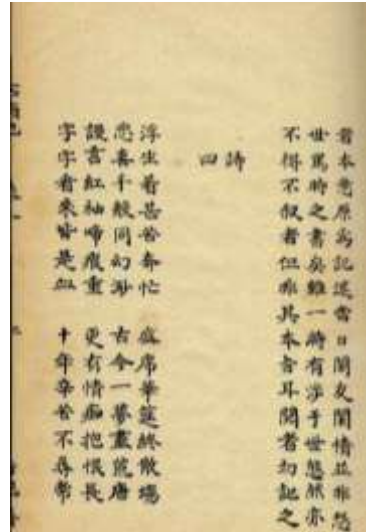 者本意原為記述當日閨友閨情並非怨
世罵時之書矣雖一時有涉于世態然亦
不得不叙者但非其本旨耳閱者切記之
詩
曰
浮生着甚苦奔忙 盛席華筵終散場
悲喜千般同幻渺 古今一夢盡荒唐
謾言紅袖啼痕重 更有情痴抱恨長
字字看來皆是血 十年辛苦不尋常